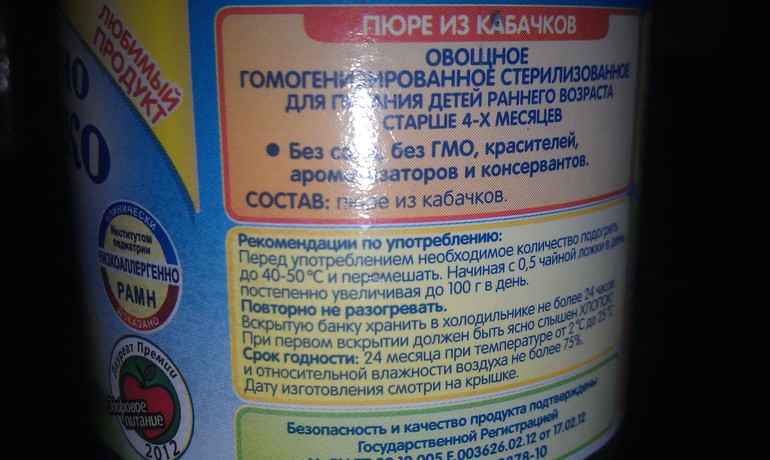 ЛЮБИМЫЙ
ПРОДУКТ
ПЮРЕ ИЗ КАБАЧКОВ
ОВОЩНОЕ
ГОМОГЕНИЗИРОВАННОЕ СТЕРИЛИЗОВАННОЕ
ДЛЯ ПИТАНИЯ ДЕТЕЙ РАННЕГО ВОЗРАСТА
СТАРШЕ 4-Х МЕСЯЦЕВ
• Без соли, без ГМО, красителей,
ароматизаторов и консервантов.
СОСТАВ: пюре из кабачков.
КЛИНИЧЕСКИ
Институтом
педиатрии
НИЗКОАЛЛЕРГЕННО
РАМН
ДОКАЗАНО
Рекомендации по употреблению:
Перед употреблением необходимое количество подогреть
до 40-50°С и перемешать. Начиная с 0,5 чайной ложки в день,
постепенно увеличивая до 100 г в день.
Повторно не разогревать.
Вскрытую банку хранить в холодильнике не более 24 часов.
При первом вскрытии должен быть ясно слышен ХЛОПОК!
Срок годности: 24 месяца при температуре от 2°С до 25°С
и относительной влажности воздуха не более 75%.
Дату изготовления смотри на крышке.
Лауреат Премии
Здоровое
питание
2012
Безопасность и качество продукта подтверждены
Государственной Регистрацией
005.Е.003626.02.12 от 17.02.12